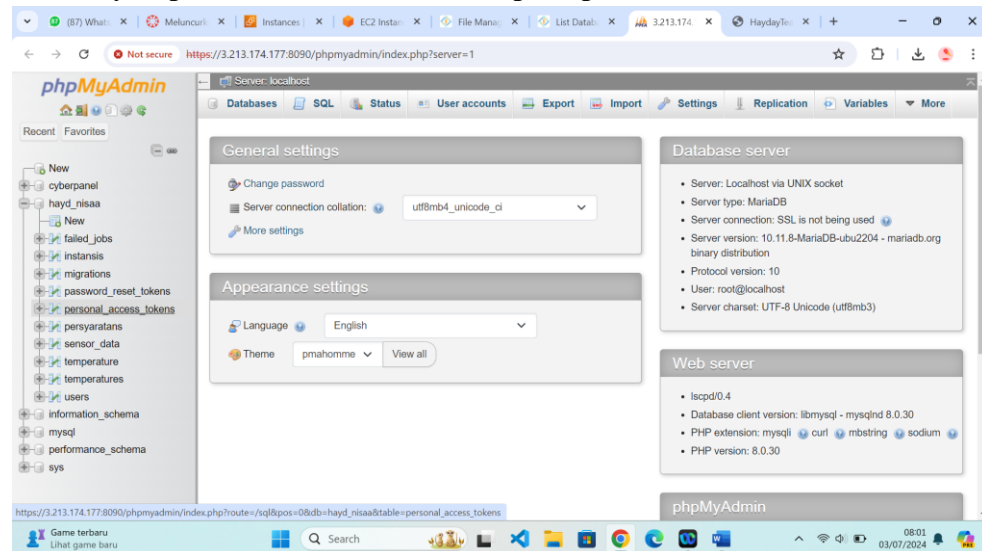 (87) Whats
Meluncurk
Instances |
EC2 Instan
File Manag
List Datab
3.213.174.
HaydayTec
Not secure
https://3.213.174.177:8090/phpmyadmin/index.php?server=1
phpMyAdmin
Recent Favorites
New
cyberpanel
hayd_nisaa
New
failed_jobs
instansis
migrations
password_reset_tokens
personal_access_tokens
persyaratans
sensor_data
temperature
temperatures
users
information_schema
mysql
performance_schema
sys
Server: localhost
Databases SQL Status User accounts Export Import Settings Replication Variables More
General settings
Change password
Server connection collation: utf8mb4_unicode_ci
More settings
Appearance settings
Language English
Theme pmahomme View all
Database server
Server: Localhost via UNIX socket
Server type: MariaDB
Server connection: SSL is not being used
Server version: 10.11.8-MariaDB-ubu2204 - mariadb.org
binary distribution
Protocol version: 10
User: root@localhost
Server charset: UTF-8 Unicode (utf8mb3)
Web server
lscpd/0.4
Database client version: libmysql - mysqlnd 8.0.30
PHP extension: mysqli curl mbstring sodium
PHP version: 8.0.30
phpMyAdmin
https://3.213.174.177:8090/phpmyadmin/index.php?route=/sql&pos=0&db=hayd_nisaa&table=personal_access_tokens
Game terbaru
Lihat game baru
Search
08:01
03/07/2024